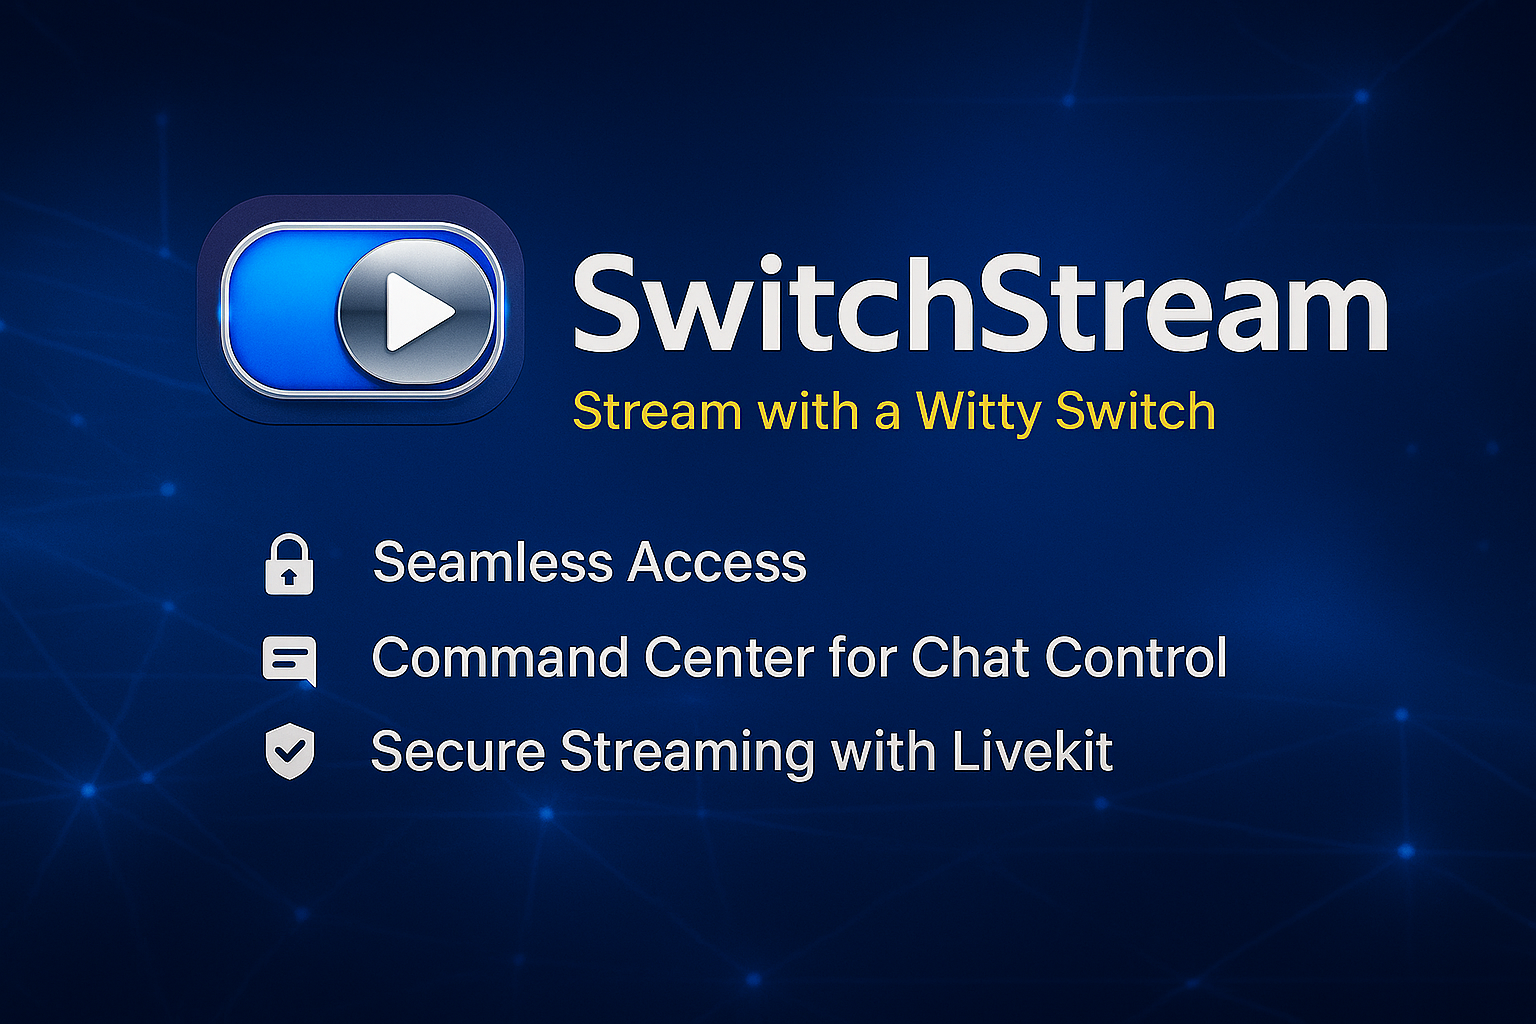 SwitchStream
Stream with a Witty Switch
Seamless Access
Command Center for Chat Control
Secure Streaming with Livekit